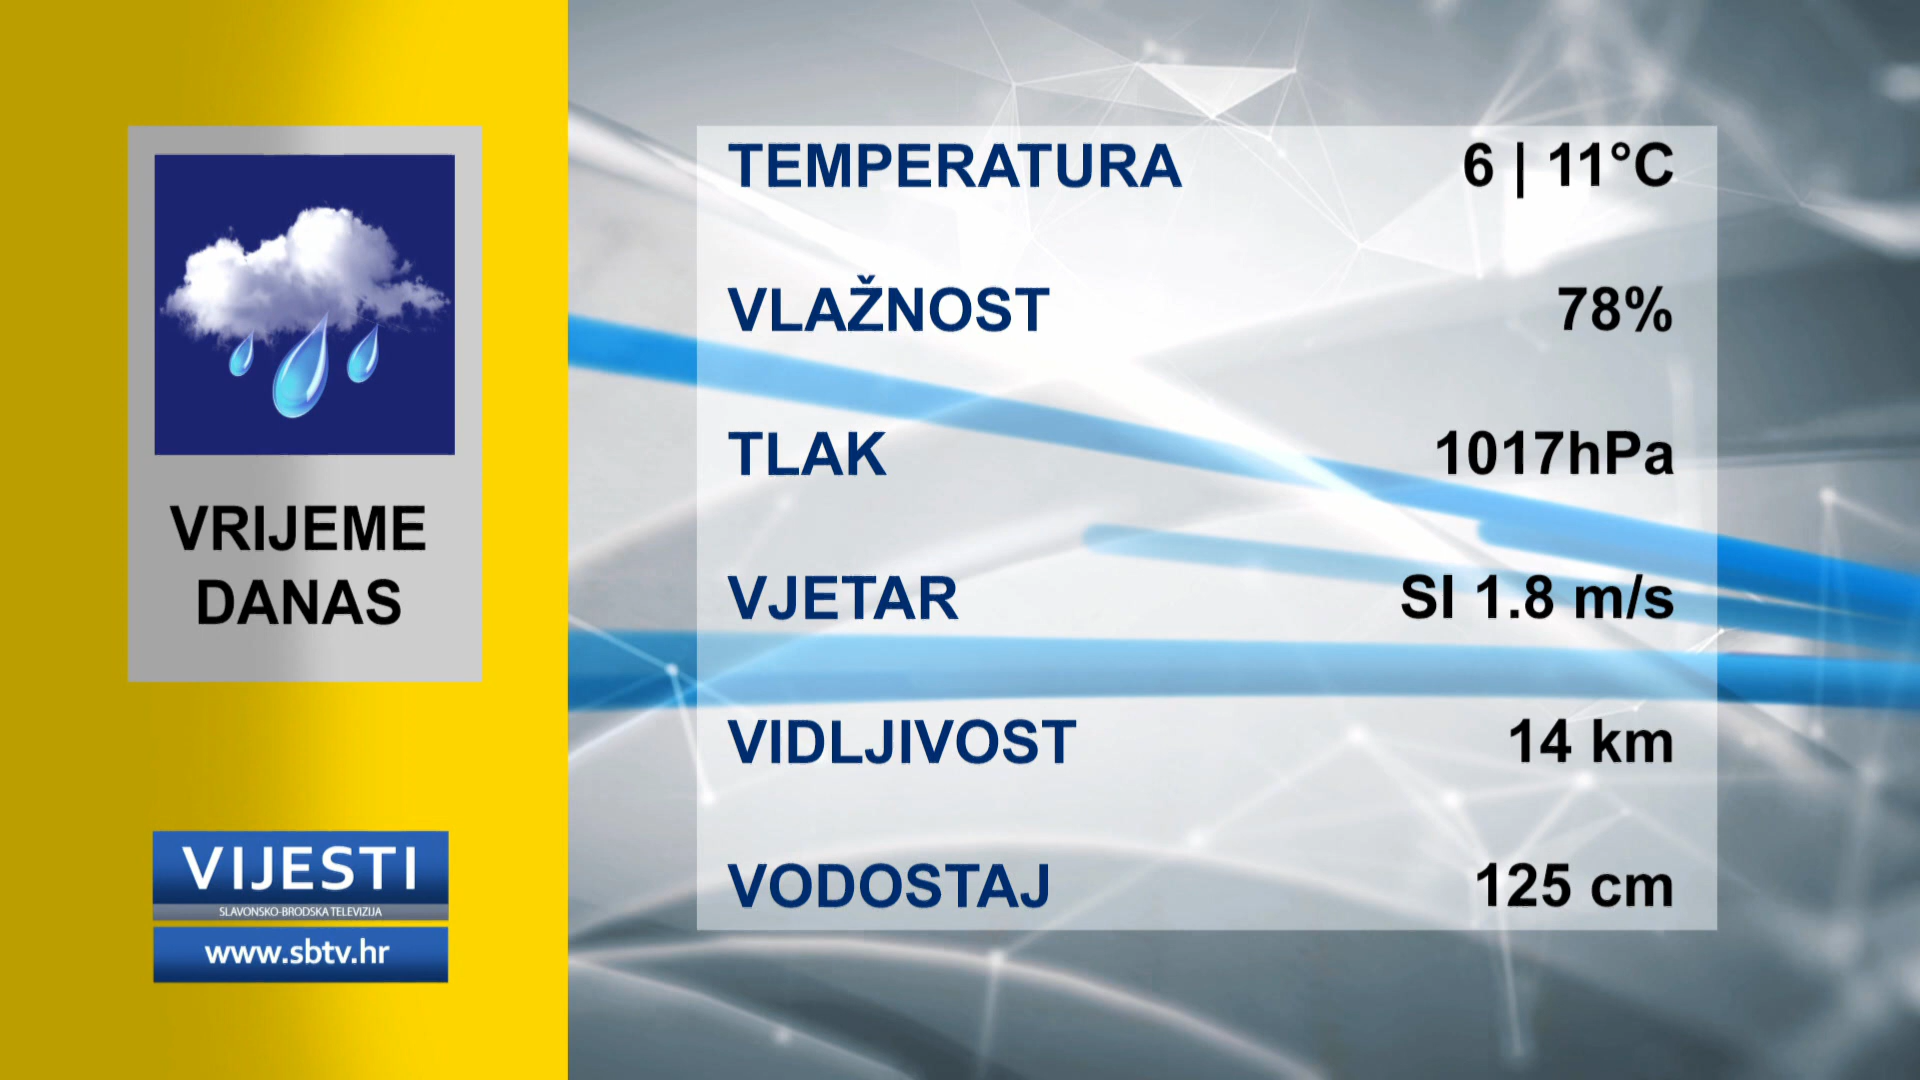 VRIJEME
DANAS
VIJESTI
SLAVONSKO-BRODSKA TELEVIZIJA
www.sbtv.hr
TEMPERATURA 6 | 11°C
VLAŽNOST 78%
TLAK 1017hPa
VJETAR SI 1.8 m/s
VIDLJIVOST 14 km
VODOSTAJ 125 cm